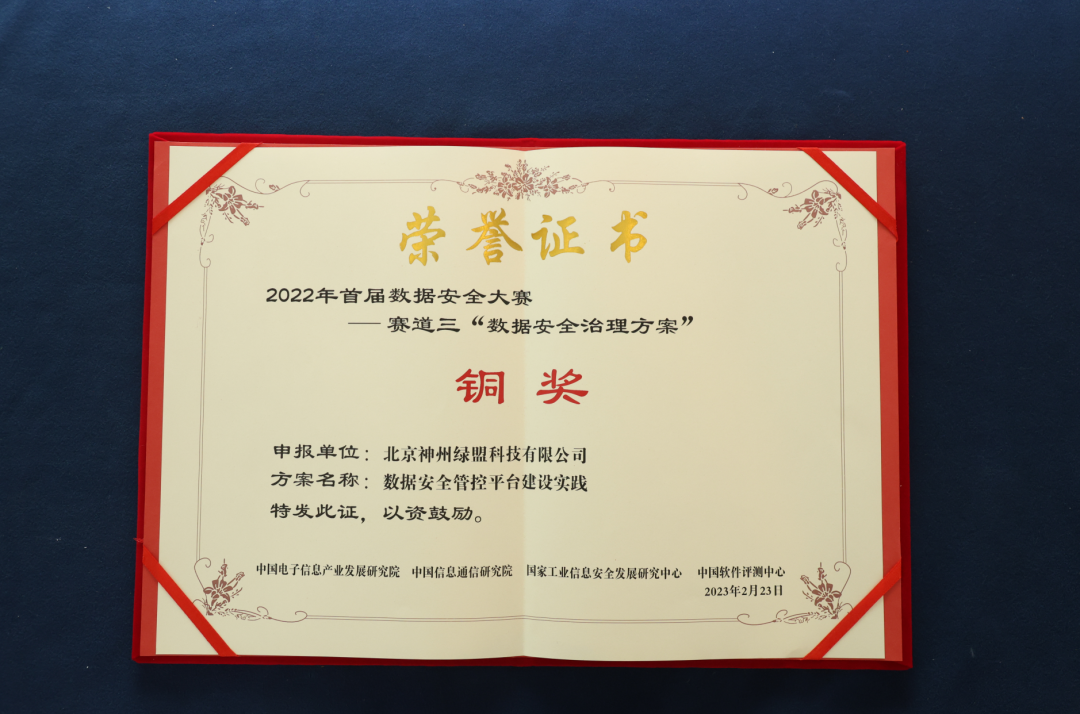 荣誉证书
2022年首届数据安全大赛
——赛道三“数据安全治理方案”
铜奖
申报单位：北京神州绿盟科技有限公司
方案名称：数据安全管控平台建设实践
特发此证，以资鼓励。
中国电子信息产业发展研究院 中国信息通信研究院 国家工业信息安全发展研究中心 中国软件评测中心
2023年2月23日